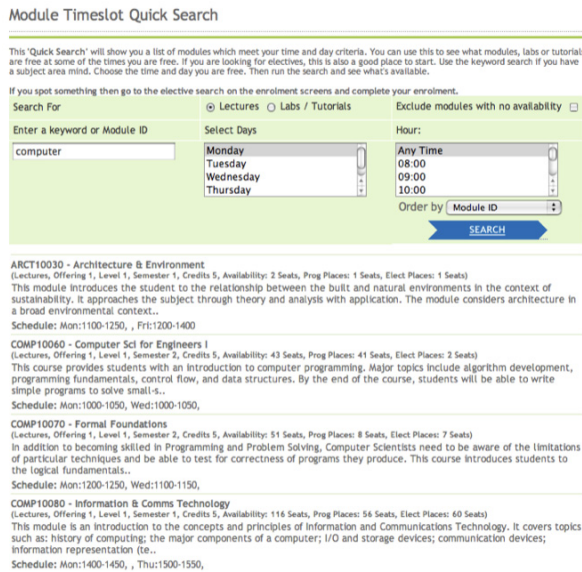 Module Timeslot Quick Search
This 'Quick Search' will show you a list of modules which meet your time and day criteria. You can use this to see what modules, labs or tutorials
are free at some of the times you are free. If you are looking for electives, this is also a good place to start. Use the keyword search if you have
a subject area mind. Choose the time and day you are free. Then run the search and see what's available.
If you spot something then go to the elective search on the enrolment screens and complete your enrolment.
Search For Lectures Labs / Tutorials Exclude modules with no availability
Enter a keyword or Module ID Select Days Hour:
computer Monday Any Time
Tuesday 08:00
Wednesday 09:00
Thursday 10:00
Order by Module ID
SEARCH
ARCT10030 - Architecture & Environment
(Lectures, Offering 1, Level 1, Semester 1, Credits 5, Availability: 2 Seats, Prog Places: 1 Seats, Elect Places: 1 Seats)
This module introduces the student to the relationship between the built and natural environments in the context of
sustainability. It approaches the subject through theory and analysis with application. The module considers architecture in
a broad environmental context..
Schedule: Mon:1100-1250, , Fri:1200-1400
COMP10060 - Computer Sci for Engineers I
(Lectures, Offering 1, Level 1, Semester 2, Credits 5, Availability: 43 Seats, Prog Places: 41 Seats, Elect Places: 2 Seats)
This course provides students with an introduction to computer programming. Major topics include algorithm development,
programming fundamentals, control flow, and data structures. By the end of the course, students will be able to write
simple programs to solve small-s..
Schedule: Mon:1000-1050, Wed:1000-1050,
COMP10070 - Formal Foundations
(Lectures, Offering 1, Level 1, Semester 2, Credits 5, Availability: 51 Seats, Prog Places: 8 Seats, Elect Places: 7 Seats)
In addition to becoming skilled in Programming and Problem Solving, Computer Scientists need to be aware of the limitations
of particular techniques and be able to test for correctness of programs they produce. This course introduces students to
the logical fundamentals..
Schedule: Mon:1200-1250, Wed:1100-1150,
COMP10080 - Information & Comms Technology
(Lectures, Offering 1, Level 1, Semester 1, Credits 5, Availability: 116 Seats, Prog Places: 56 Seats, Elect Places: 60 Seats)
This module is an introduction to the concepts and principles of Information and Communications Technology. It covers topics
such as: history of computing; the major components of a computer; I/O and storage devices; communication devices;
information representation (te..
Schedule: Mon:1400-1450, , Thu:1500-1550,